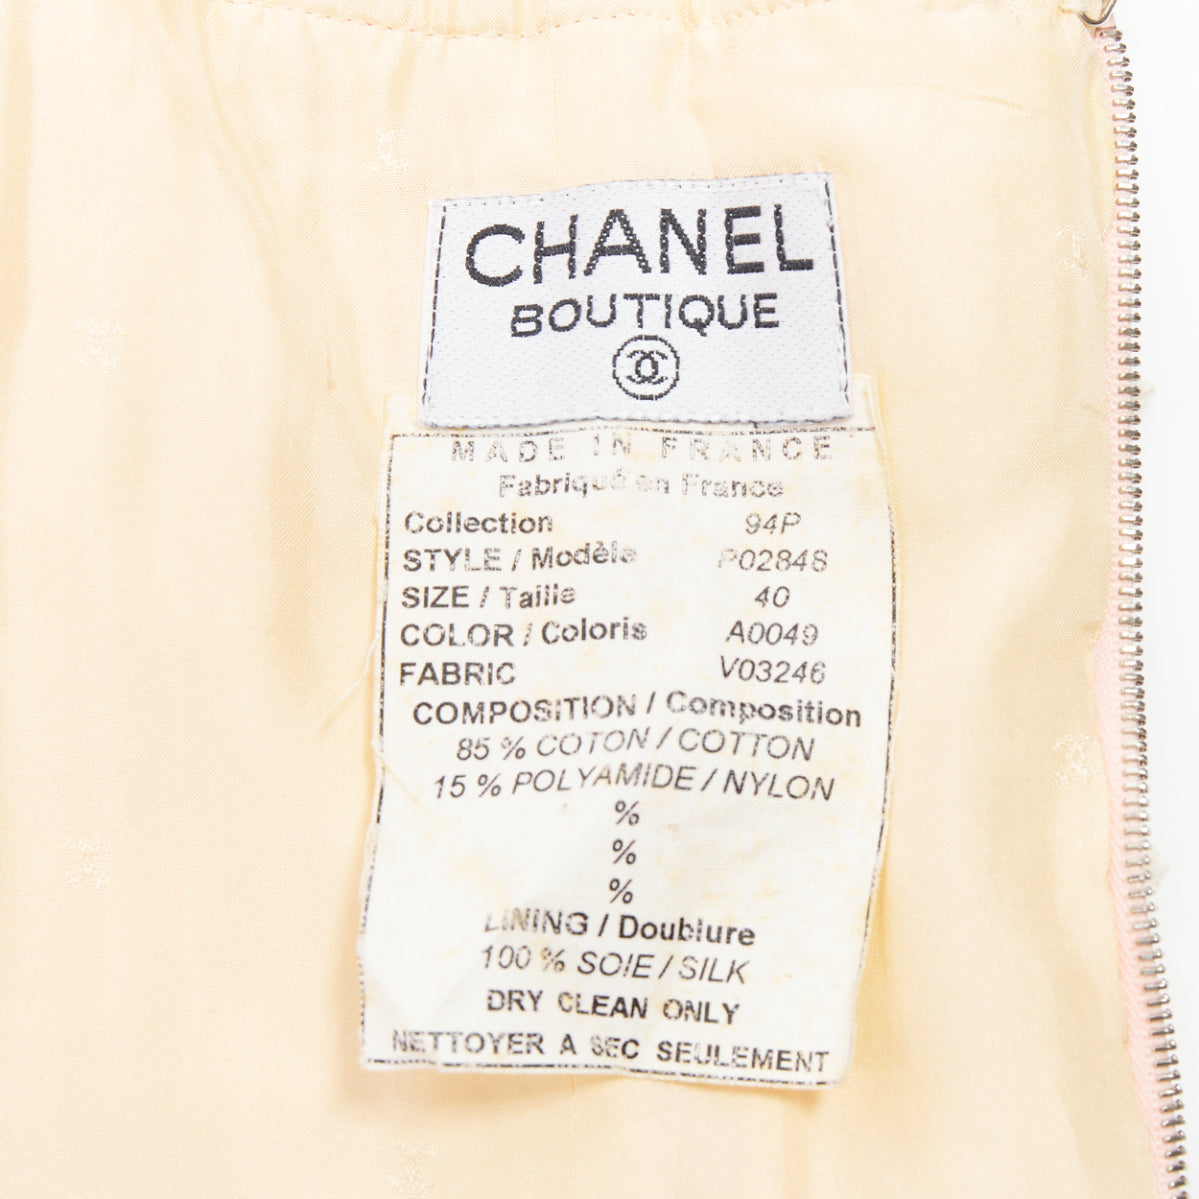 CHANEL
BOUTIQUE
MADE IN FRANCE
Fabriqué en France
Collection 94P
STYLE / Modèle P02848
SIZE / Taille 40
COLOR / Coloris A0049
FABRIC V03246
COMPOSITION / Composition
85 % COTON / COTTON
15 % POLYAMIDE / NYLON
%
%
%
LINING / Doublure
100 % SOIE / SILK
DRY CLEAN ONLY
NETTOYER A SEC SEULEMENT